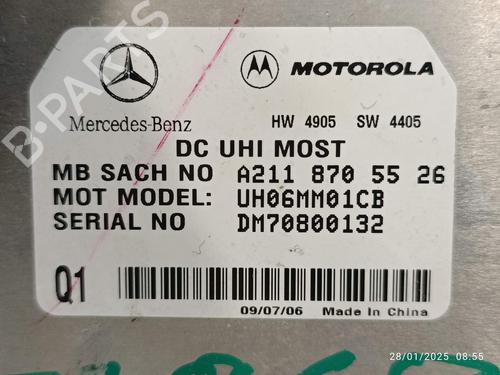 Mercedes-Benz
MOTOROLA
HW 4905 SW 4405
DC UHI MOST
MB SACH NO A211 870 55 26
MOT MODEL: UH06MM01CB
SERIAL NO DM70800132
Q1
09/07/06 Made In China
B-PARTS
28/01/2025 08:55